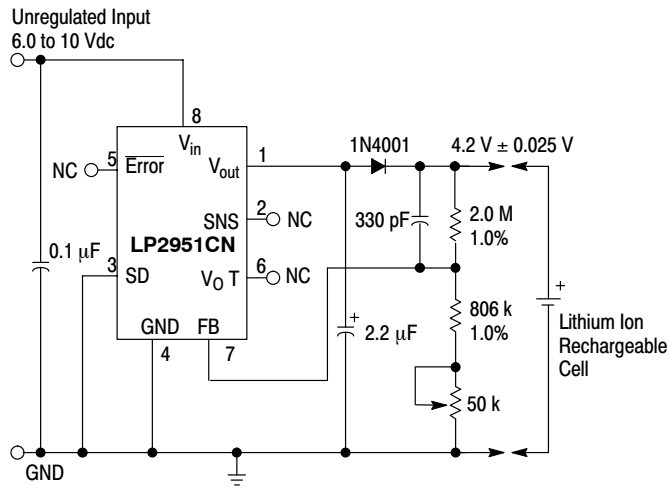 Unregulated Input
6.0 to 10 Vdc
8
Vin
1N4001
4.2 V ± 0.025 V
5
Error
Vout
1
NC
330 pF
2.0 M
1.0%
SNS
2
NC
LP2951CN
0.1 μF
3
SD
VO T
6
NC
806 k
1.0%
GND
FB
4
7
2.2 μF
+
+
Lithium Ion
Rechargeable
Cell
50 k
GND